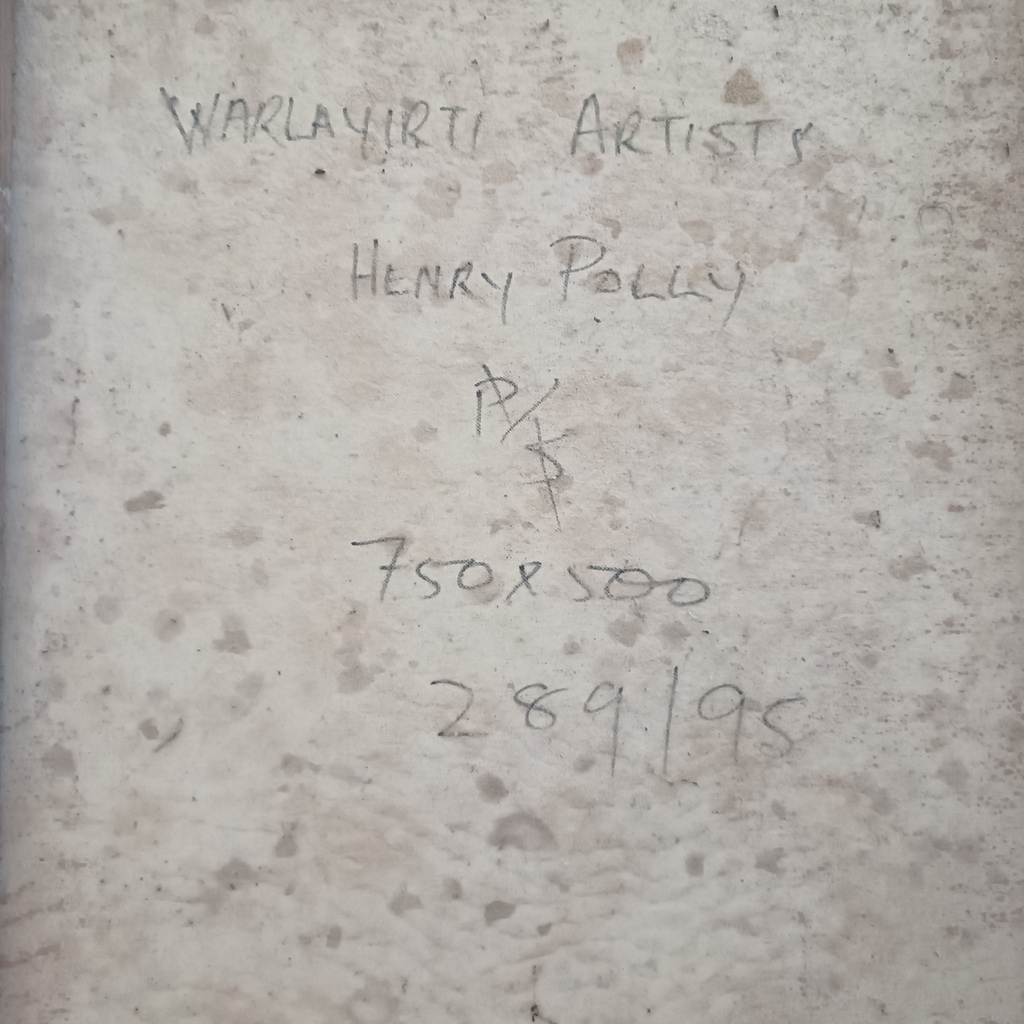 WARLAYIRTI ARTISTS
HENRY POLLY
750x500
289/95